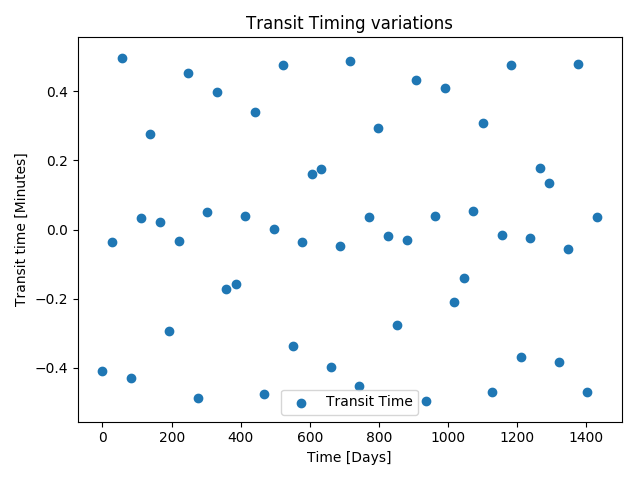 Transit Timing variations
Transit time [Minutes]
0.4
0.2
0.0
−0.2
−0.4
Transit Time
0 200 400 600 800 1000 1200 1400
Time [Days]